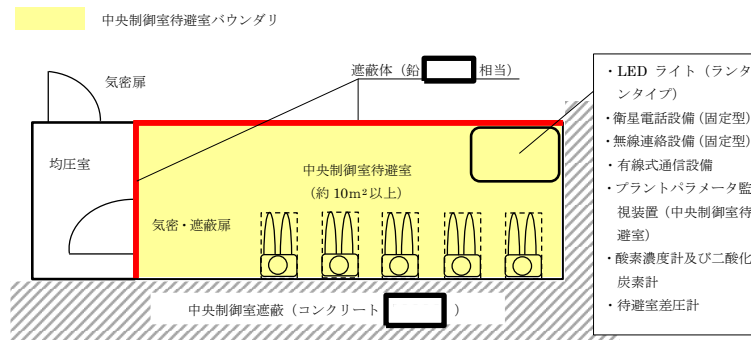 中央制御室待避室バウンダリ
遮蔽体（鉛 相当）
気密扉
均圧室
中央制御室待避室
（約 10m²以上）
気密・遮蔽扉
中央制御室遮蔽（コンクリート ）
・LED ライト（ランタ
ンタイプ）
・衛星電話設備（固定型）
・無線連絡設備（固定型）
・有線式通信設備
・プラントパラメータ監
視装置（中央制御室待
避室）
・酸素濃度計及び二酸化
炭素計
・待避室差圧計